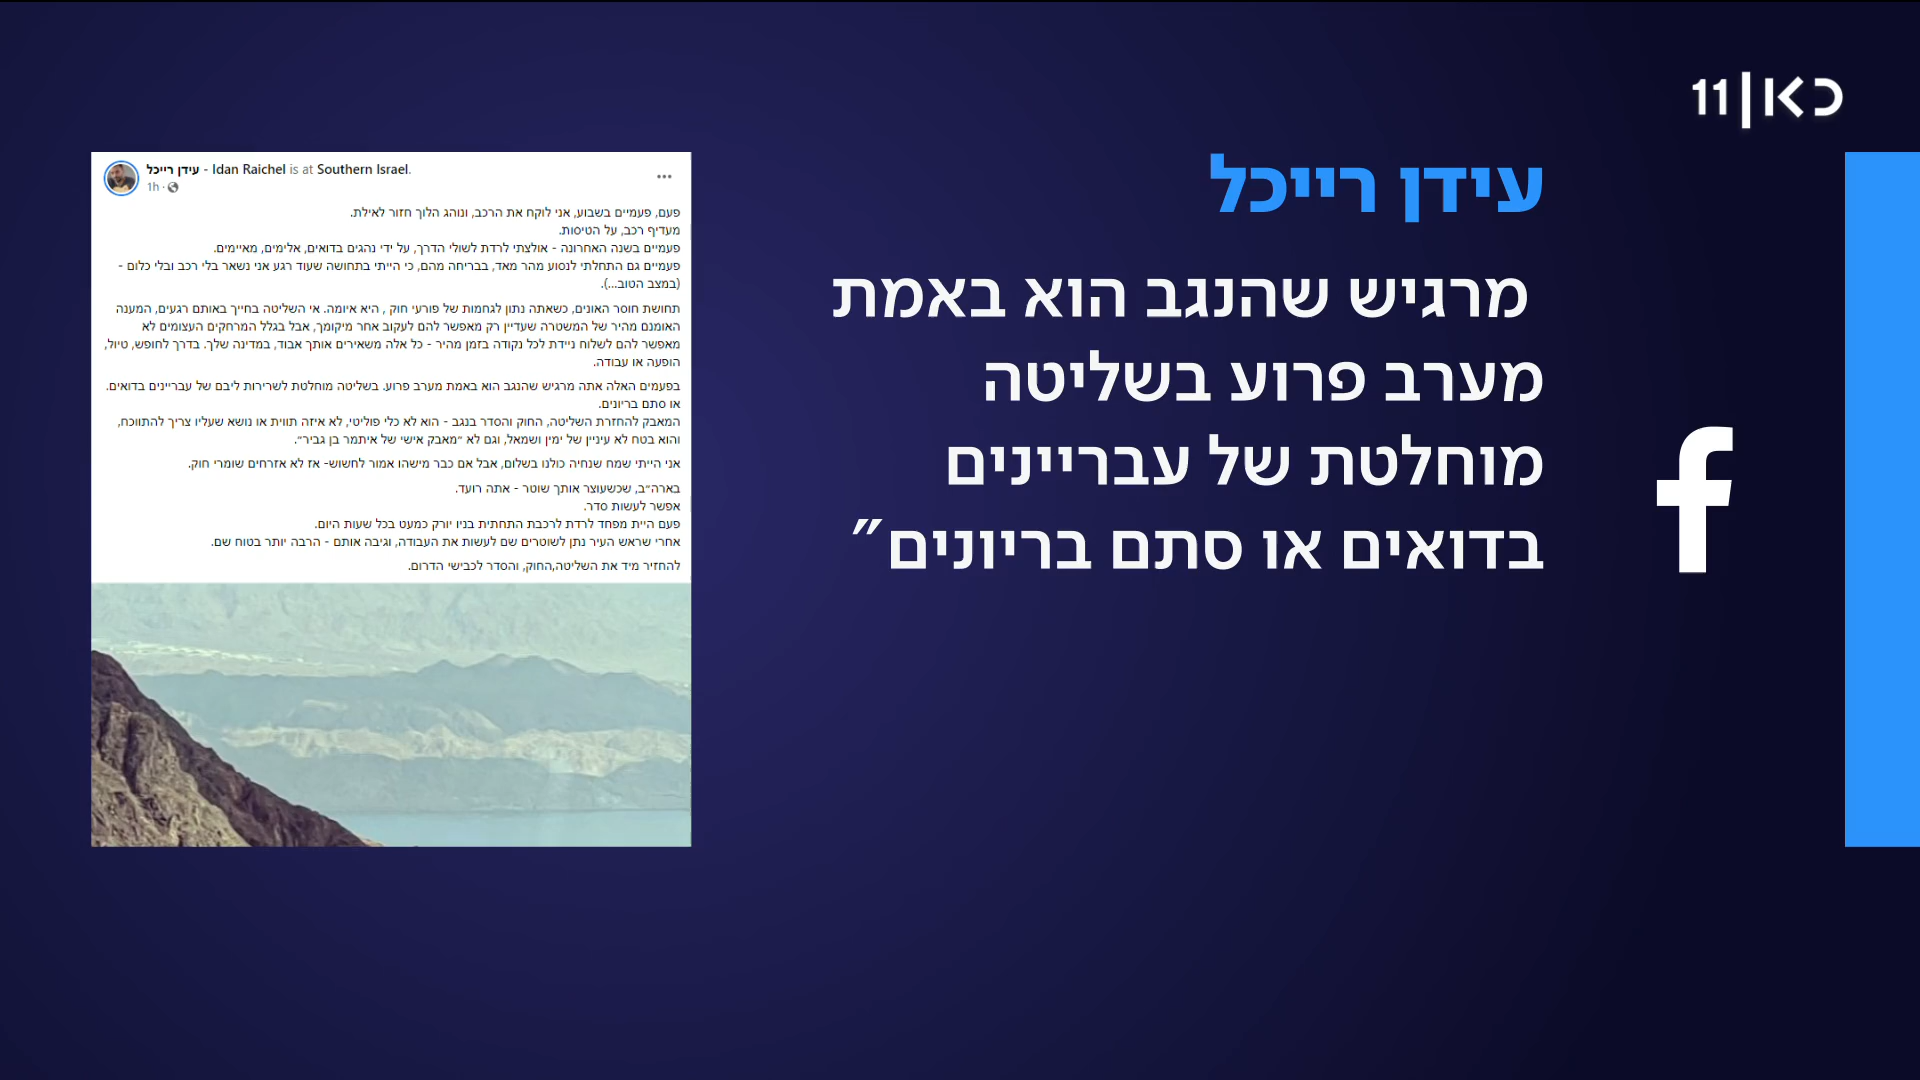 כאן|11
עידן רייכל
מרגיש שהנגב הוא באמת
מערב פרוע בשליטה
מוחלטת של עבריינים
בדואים או סתם בריונים״
עידן רייכל - Idan Raichel is at Southern Israel.
1h ·
פעם, פעמיים בשבוע, אני לוקח את הרכב, ונוהג הלוך חזור לאילת.
מעדיף רכב, על הטיסות.
פעמיים בשנה האחרונה - אולצתי לרדת לשולי הדרך, על ידי נהגים בדואים, אלימים, מאיימים.
פעמיים גם התחלתי לנסוע מהר מאד, בבריחה מהם, כי הייתי בתחושה שעוד רגע אני נשאר בלי רכב ובלי כלום -
(במצב הטוב...).
תחושת חוסר האונים, כשאתה נתון לגחמות של פורעי חוק , היא איומה. אי השליטה בחייך באותם רגעים, המענה
האומנם מהיר של המשטרה שעדיין רק מאפשר להם לעקוב אחר מיקומך, אבל בגלל המרחקים העצומים לא
מאפשר להם לשלוח ניידת לכל נקודה בזמן מהיר - כל אלה משאירים אותך אבוד, במדינה שלך. בדרך לחופש, טיול,
הופעה או עבודה.
בפעמים האלה אתה מרגיש שהנגב הוא באמת מערב פרוע. בשליטה מוחלטת לשרירות ליבם של עבריינים בדואים.
או סתם בריונים.
המאבק להחזרת השליטה, החוק והסדר בנגב - הוא לא כלי פוליטי, לא איזה תווית או נושא שעליו צריך להתווכח,
והוא בטח לא עיניין של ימין ושמאל, וגם לא ״מאבק אישי של איתמר בן גביר״.
אני הייתי שמח שנחיה כולנו בשלום, אבל אם כבר מישהו אמור לחשוש- אז לא אזרחים שומרי חוק.
בארה״ב, שכשעוצר אותך שוטר - אתה רועד.
אפשר לעשות סדר.
פעם היית מפחד לרדת לרכבת התחתית בניו יורק כמעט בכל שעות היום.
אחרי שראש העיר נתן לשוטרים שם לעשות את העבודה, וגיבה אותם - הרבה יותר בטוח שם.
להחזיר מיד את השליטה,החוק, והסדר לכבישי הדרום.